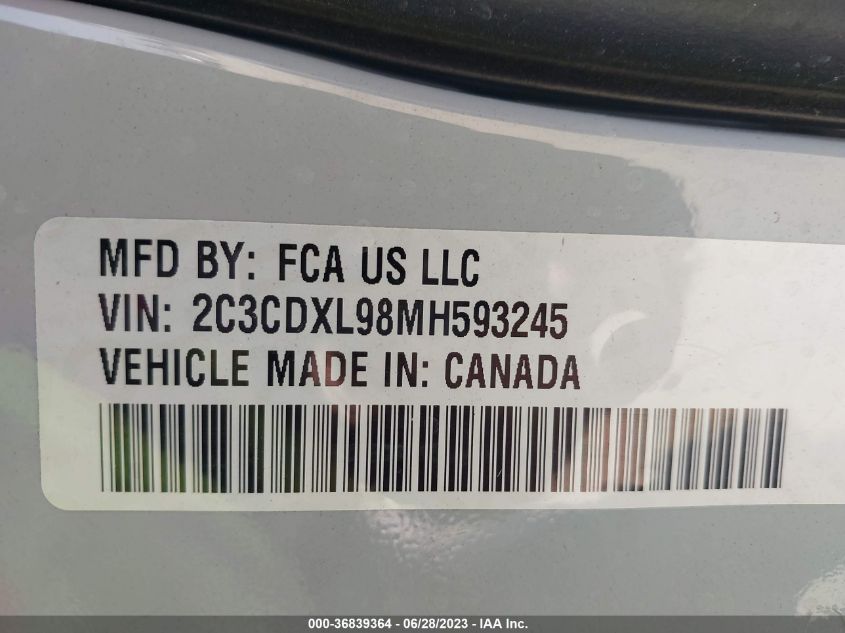 MFD BY: FCA US LLC
VIN: 2C3CDXL98MH593245
VEHICLE MADE IN: CANADA
000-36839364 / 06/28/2023 - IAA Inc.